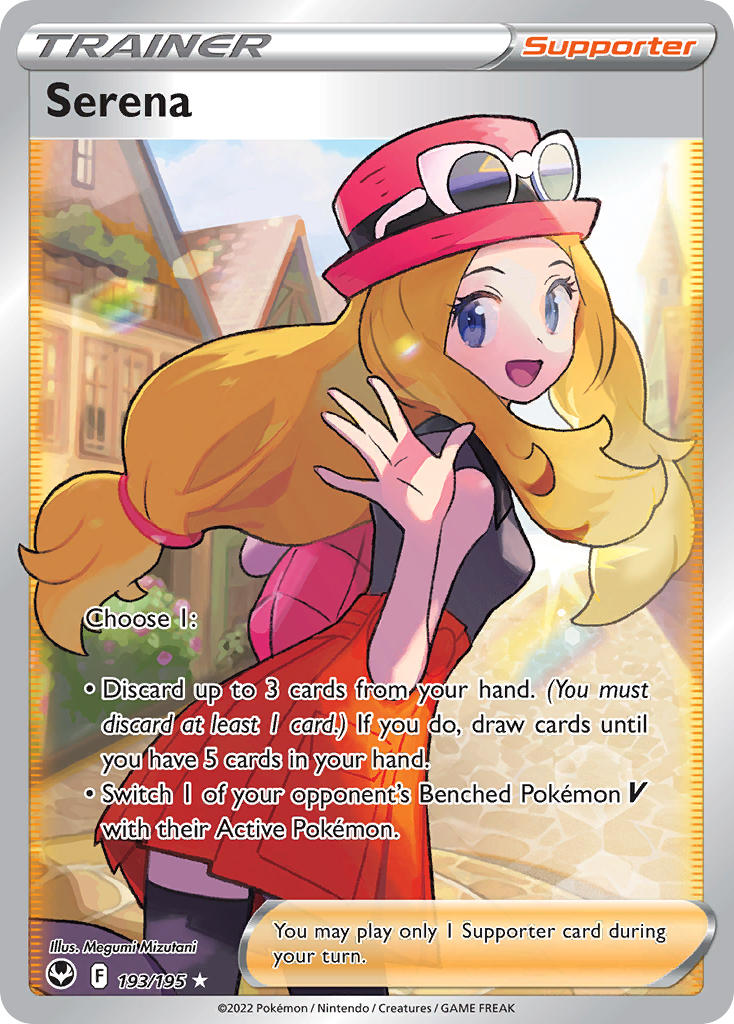 TRAINER
Supporter
Serena
Choose 1:
• Discard up to 3 cards from your hand. (You must
discard at least 1 card.) If you do, draw cards until
you have 5 cards in your hand.
• Switch 1 of your opponent's Benched Pokémon V
with their Active Pokémon.
You may play only 1 Supporter card during
your turn.
Illus. Megumi Mizutani
F 193/195 ★
©2022 Pokémon / Nintendo / Creatures / GAME FREAK